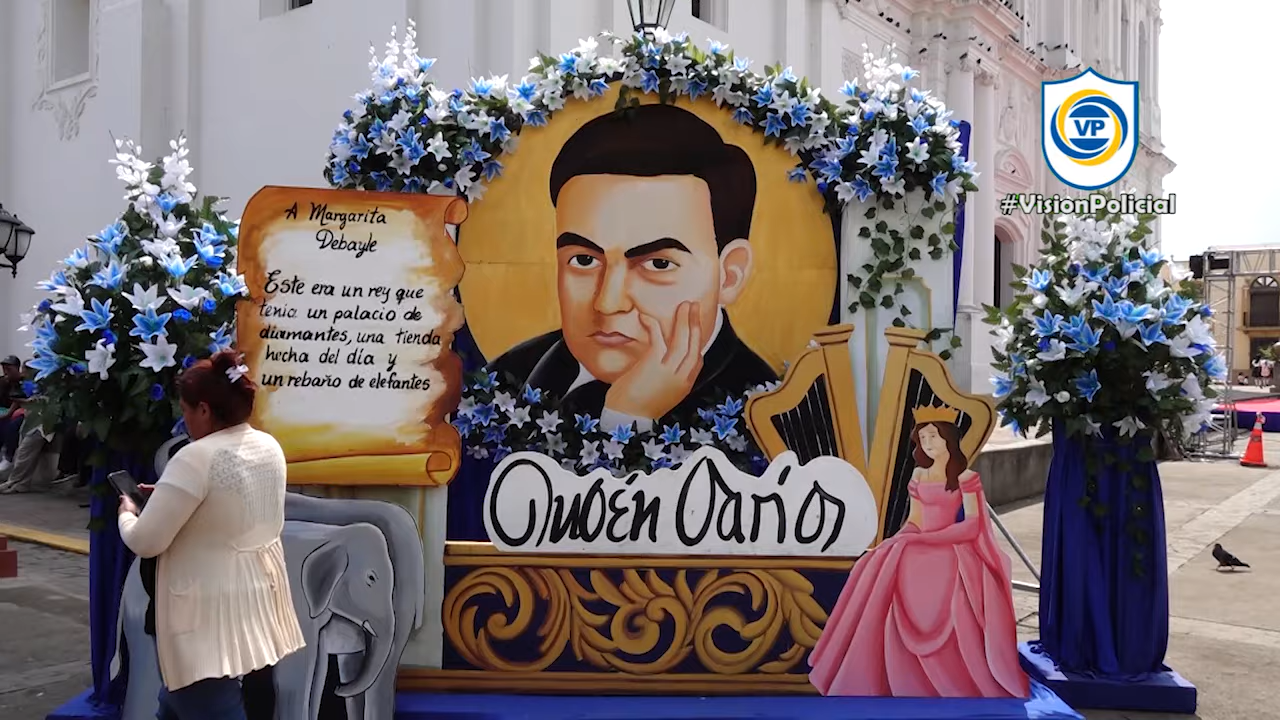 VP
#VisionPolicial
A Margarita
Debayle
Este era un rey que
tenia un palacio de
diamantes, una tienda
hecha del día y
un rebaño de elefantes
Rubén Darío